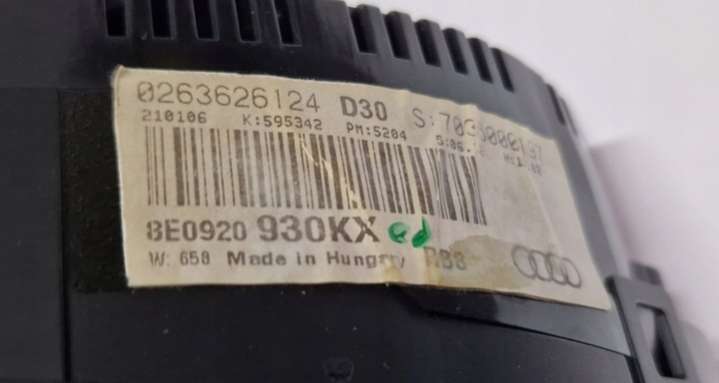 0263626124 D30
210106 K:595342 PM:5204
8E0920 930KX
W: 658 Made in Hungary